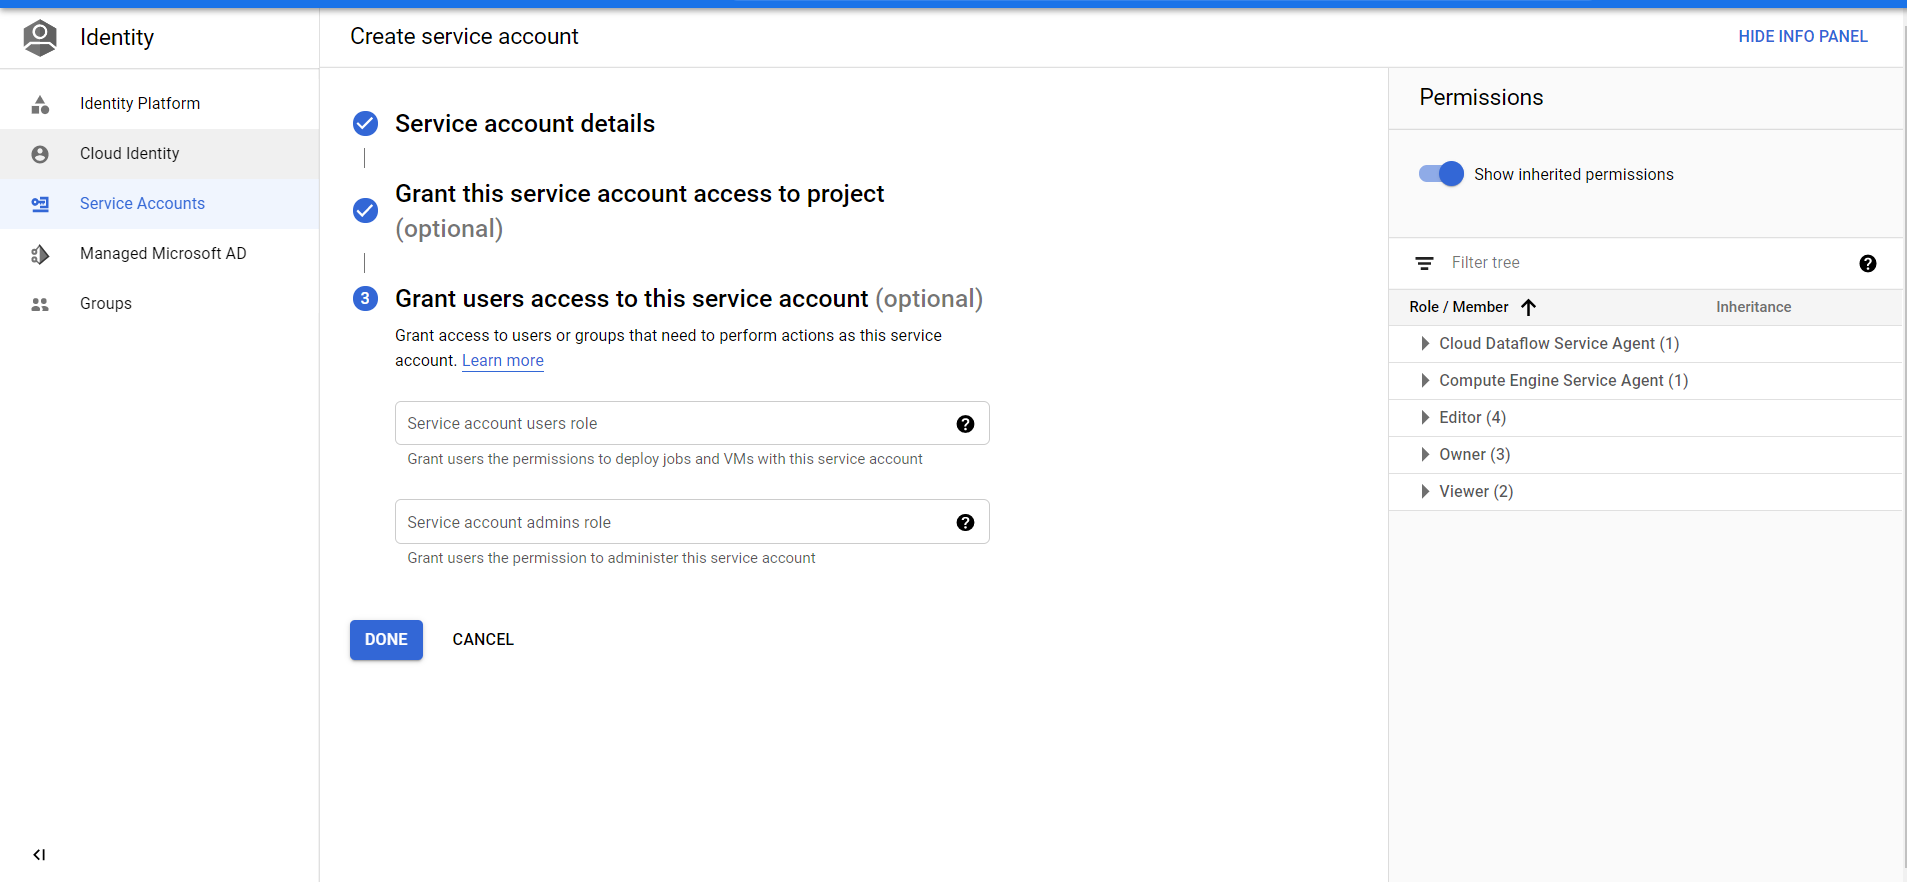 Identity
Create service account
HIDE INFO PANEL
Identity Platform
Cloud Identity
Service Accounts
Managed Microsoft AD
Groups
Service account details
Grant this service account access to project
(optional)
3 Grant users access to this service account (optional)
Grant access to users or groups that need to perform actions as this service
account. Learn more
Service account users role ?
Grant users the permissions to deploy jobs and VMs with this service account
Service account admins role ?
Grant users the permission to administer this service account
DONE CANCEL
Permissions
Show inherited permissions
Filter tree ?
Role / Member Inheritance
Cloud Dataflow Service Agent (1)
Compute Engine Service Agent (1)
Editor (4)
Owner (3)
Viewer (2)